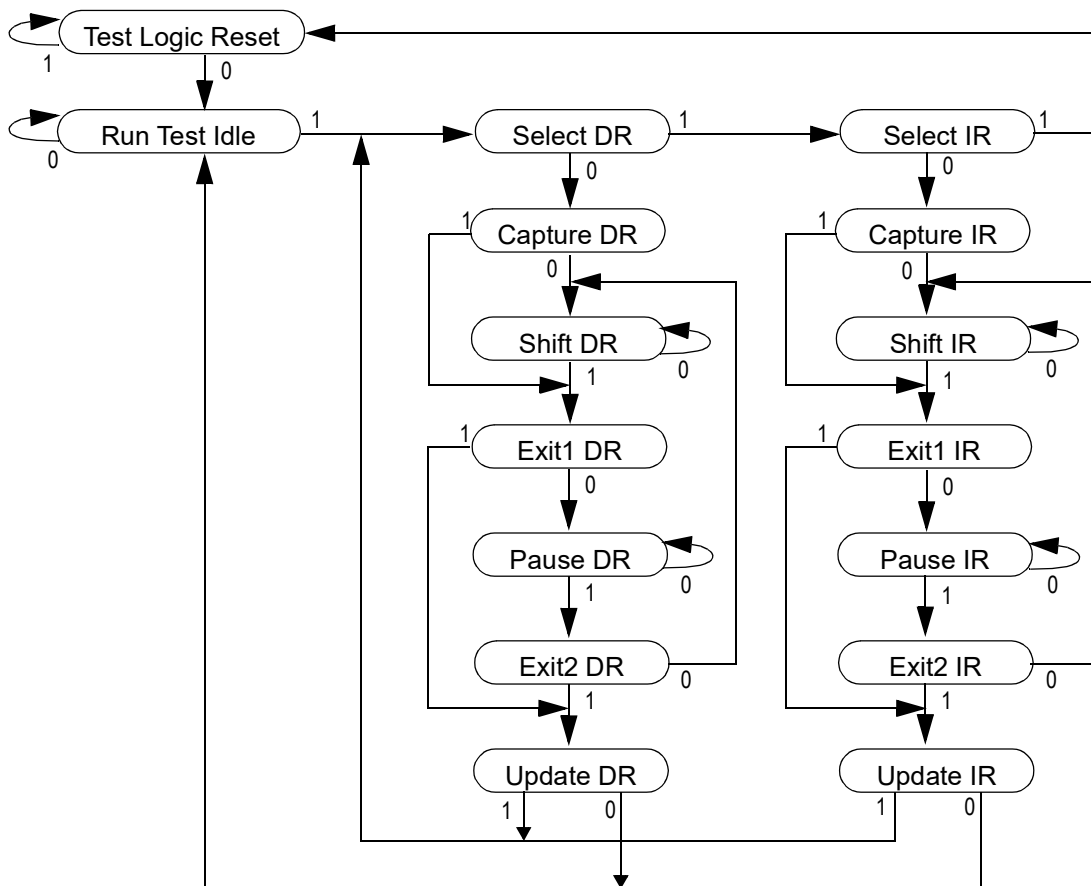 Test Logic Reset
1
0
Run Test Idle
1
Select DR
1
Select IR
1
0
0
0
1
Capture DR
1
Capture IR
0
0
Shift DR
Shift IR
0
0
1
1
1
Exit1 DR
1
Exit1 IR
0
0
Pause DR
Pause IR
0
0
1
1
Exit2 DR
Exit2 IR
0
0
1
1
Update DR
Update IR
1
0
1
0